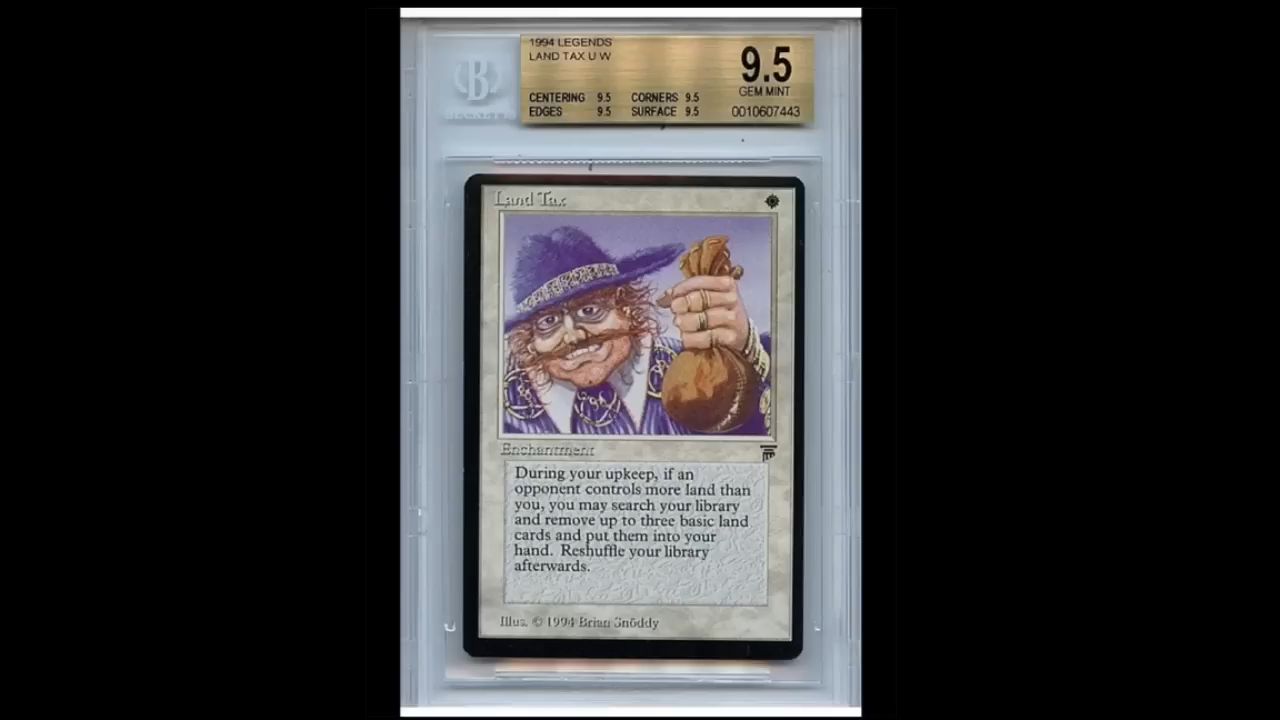 1994 LEGENDS
LAND TAX U W
9.5
GEM MINT
CENTERING 9.5 CORNERS 9.5
EDGES 9.5 SURFACE 9.5
0010607443
B
BECKETT
Land Tax
Enchantment
During your upkeep, if an
opponent controls more land than
you, you may search your library
and remove up to three basic land
cards and put them into your
hand. Reshuffle your library
afterwards.
Illus. © 1994 Brian Snöddy